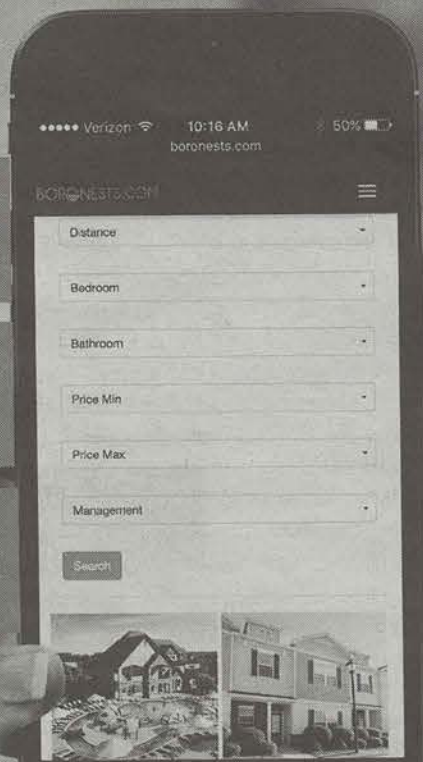 Verizon 10:16 AM 50%
boronests.com
BORONESTS.COM
Distance
Bedroom
Bathroom
Price Min
Price Max
Management
Search